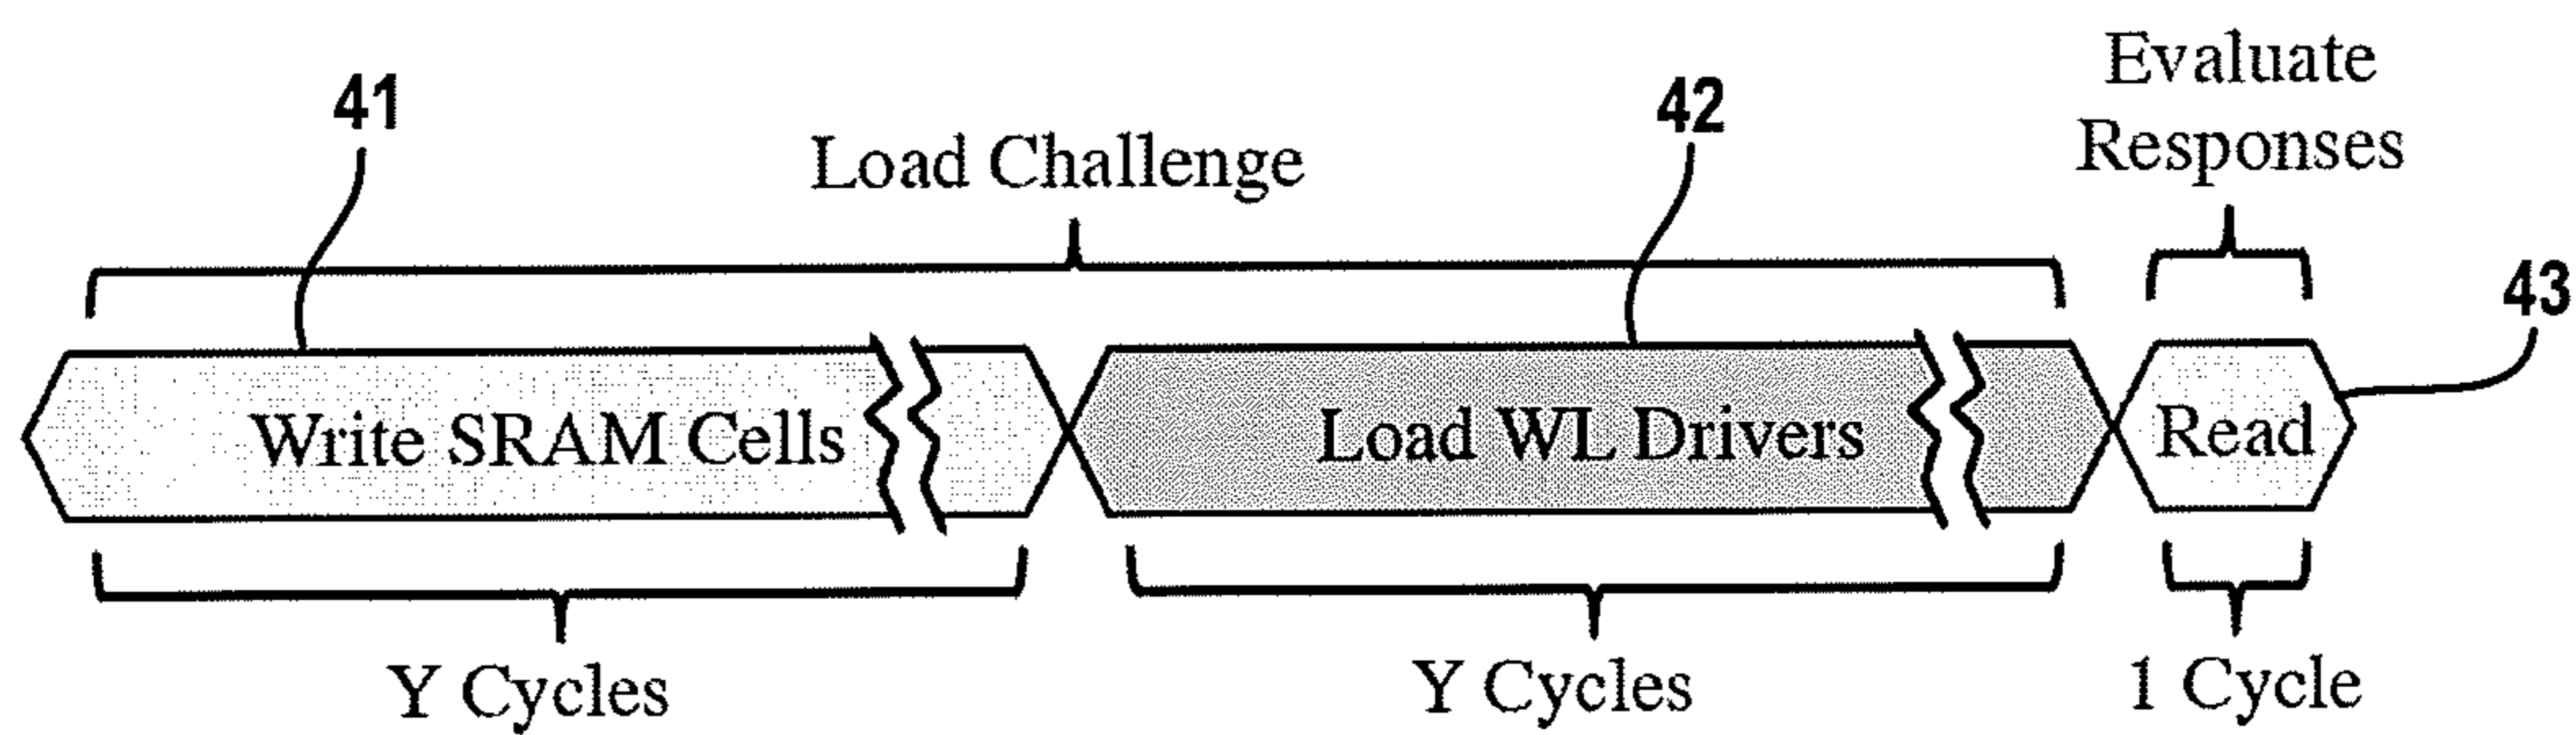 Evaluate
Responses
41
Load Challenge
42
43
Write SRAM Cells
Load WL Drivers
Read
Y Cycles
Y Cycles
1 Cycle